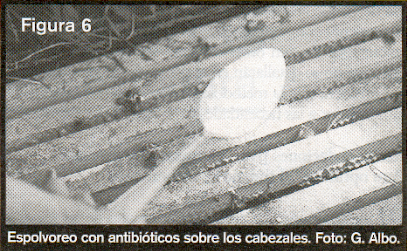 Figura 6
Espolvoreo con antibióticos sobre los cabezales. Foto: G. Albo.